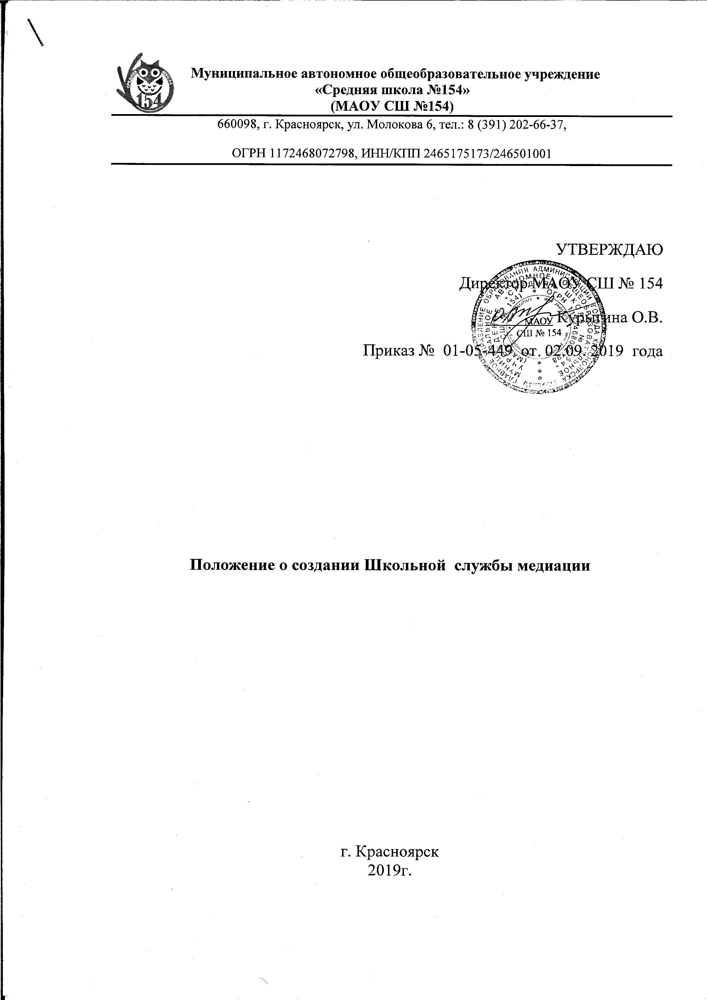 Муниципальное автономное общеобразовательное учреждение
«Средняя школа №154»
(МАОУ СШ №154)
154
660098, г. Красноярск, ул. Молокова 6, тел.: 8 (391) 202-66-37,
ОГРН 1172468072798, ИНН/КПП 2465175173/246501001
УТВЕРЖДАЮ
Директор МАОУ СШ № 154
О.В.
Приказ № 01-05-449 от 02.09. 2019 года
МАОУ
СШ № 154
Положение о создании Школьной службы медиации
г. Красноярск
2019г.